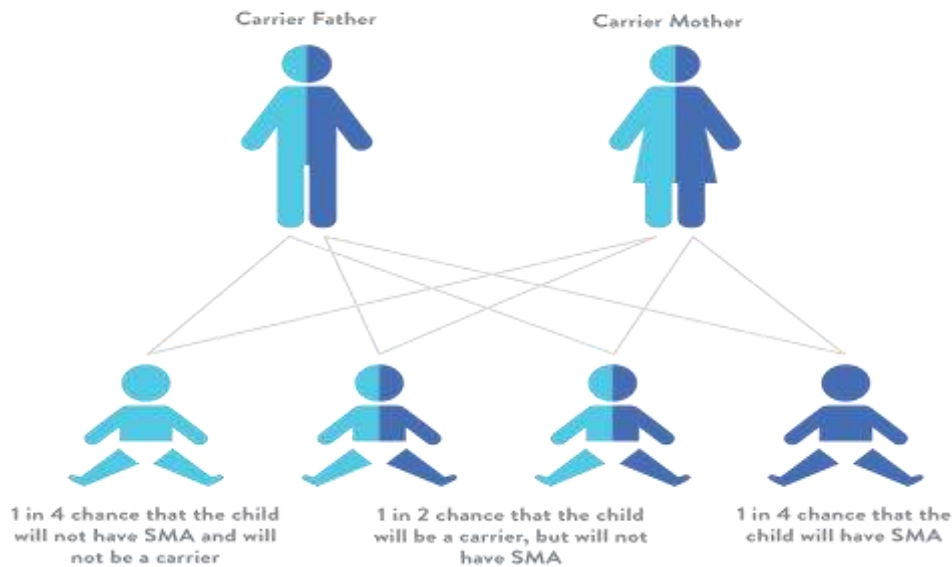 Carrier Father
Carrier Mother
1 in 4 chance that the child
will not have SMA and will
not be a carrier
1 in 2 chance that the child
will be a carrier, but will not
have SMA
1 in 4 chance that the
child will have SMA